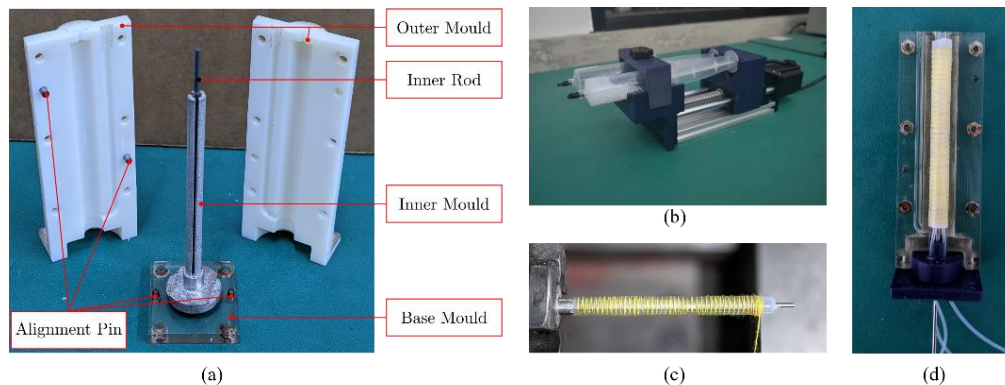 Outer Mould
Inner Rod
Inner Mould
Alignment Pin
Base Mould
(a)
(b)
(c)
(d)